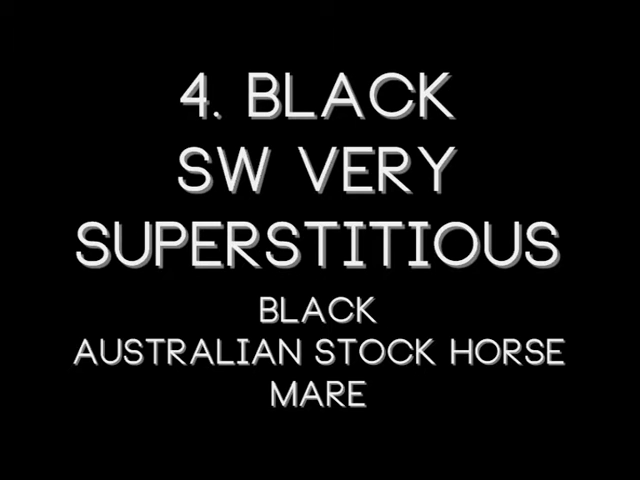 4. BLACK
SW VERY
SUPERSTITIOUS
BLACK
AUSTRALIAN STOCK HORSE
MARE